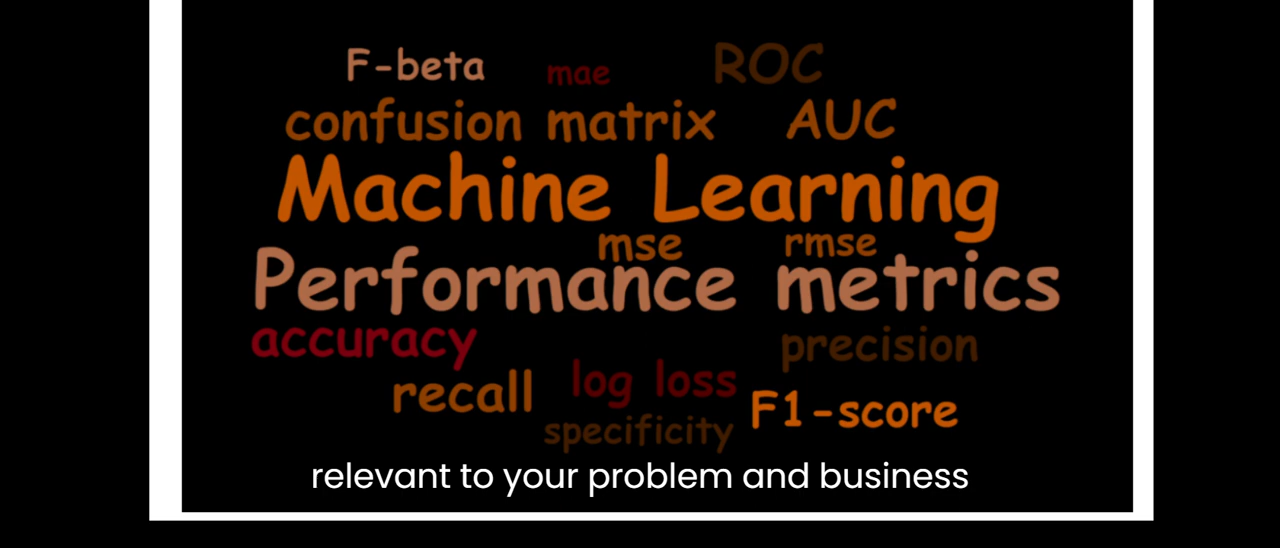 F-beta mae ROC
confusion matrix AUC
Machine Learning
mse rmse
Performance metrics
accuracy precision
recall log loss F1-score
specificity
relevant to your problem and business